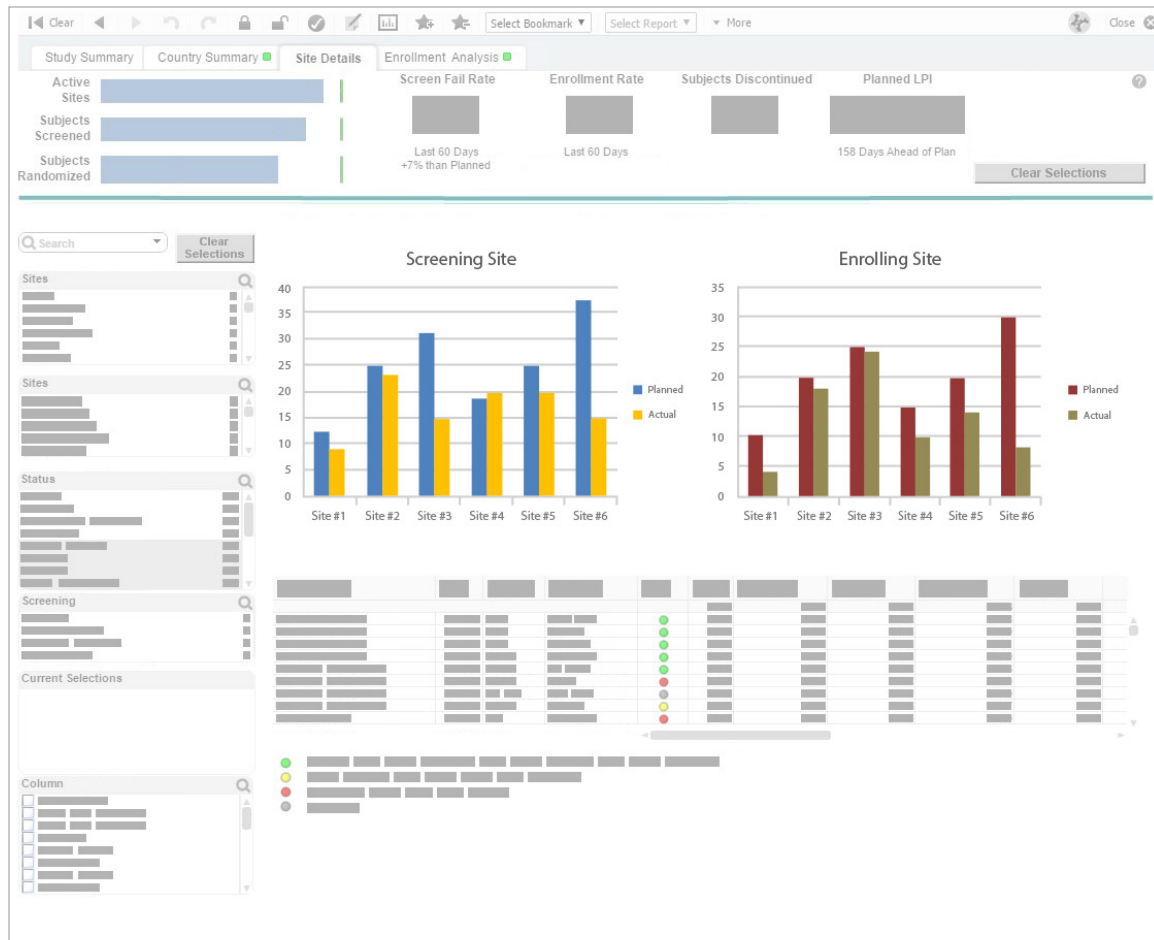 Clear
Select Bookmark
Select Report
More
Close
Study Summary
Country Summary
Site Details
Enrollment Analysis
Active
Sites
Subjects
Screened
Subjects
Randomized
Screen Fail Rate
Last 60 Days
+7% than Planned
Enrollment Rate
Last 60 Days
Subjects Discontinued
Planned LPI
158 Days Ahead of Plan
?
Clear Selections
Search
Clear
Selections
Sites
Sites
Status
Screening
Current Selections
Column
Screening Site
40
35
30
25
20
15
10
5
0
Site #1 Site #2 Site #3 Site #4 Site #5 Site #6
Planned
Actual
Enrolling Site
35
30
25
20
15
10
5
0
Site #1 Site #2 Site #3 Site #4 Site #5 Site #6
Planned
Actual